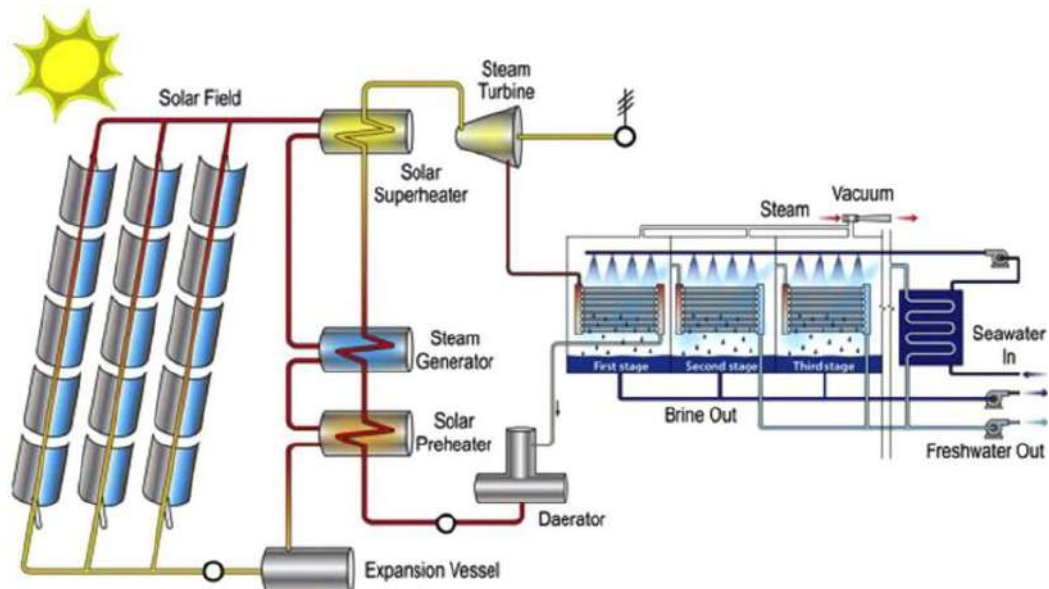 Solar Field
Steam
Turbine
Solar
Superheater
Steam
Vacuum
Steam
Generator
Solar
Preheater
First stage
Second stage
Third stage
Seawater
In
Brine Out
Freshwater Out
Daerator
Expansion Vessel